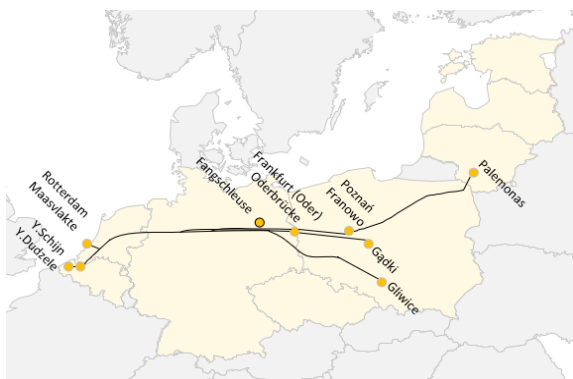 Rotterdam
Maasvlakte
Y.Schijn
Y.Dudzele
Fangschleuse
Frankfurt (Oder)
Oderbrücke
Poznań
Franowo
Gądki
Gliwice
Palemonas